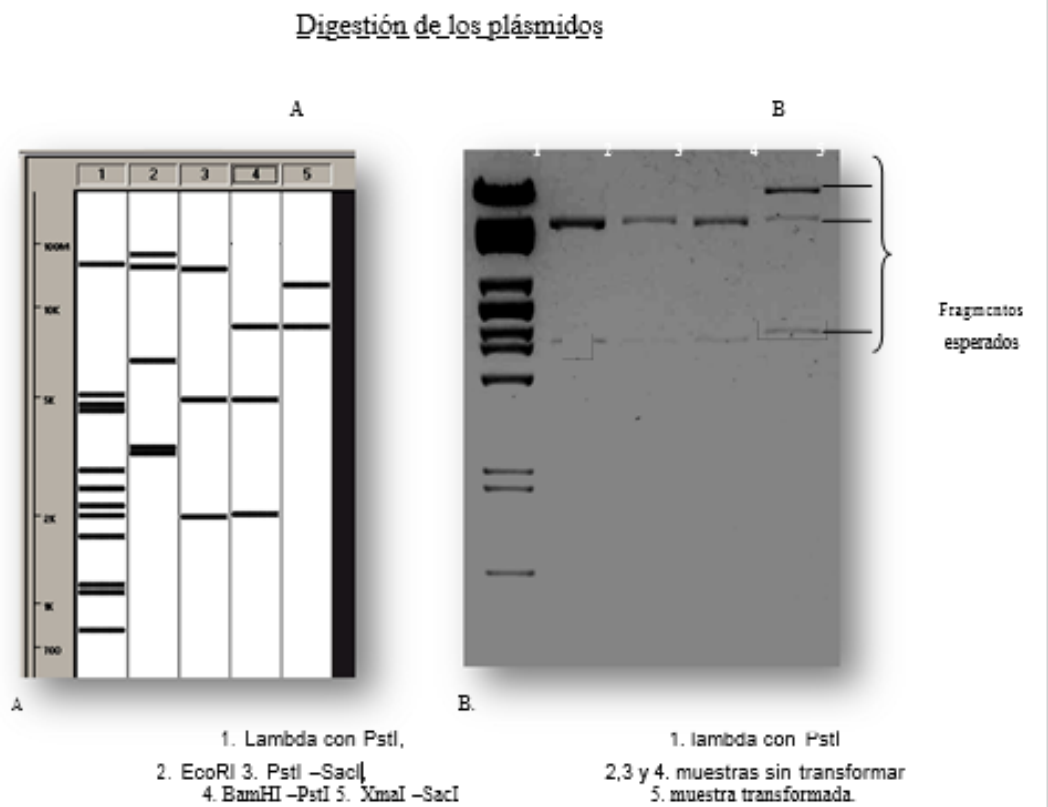 Digestión de los plásmidos
A
B
1 2 3 4 5
100M
10K
5K
2K
1K
700
1 2 3 4 5
Fragmentos
esperados
A
B.
1. Lambda con PstI,
2. EcoRI 3. PstI –SacI
4. BamHI –PstI 5. XmaI –SacI
1. lambda con PstI
2,3 y 4. muestras sin transformar
5. muestra transformada.